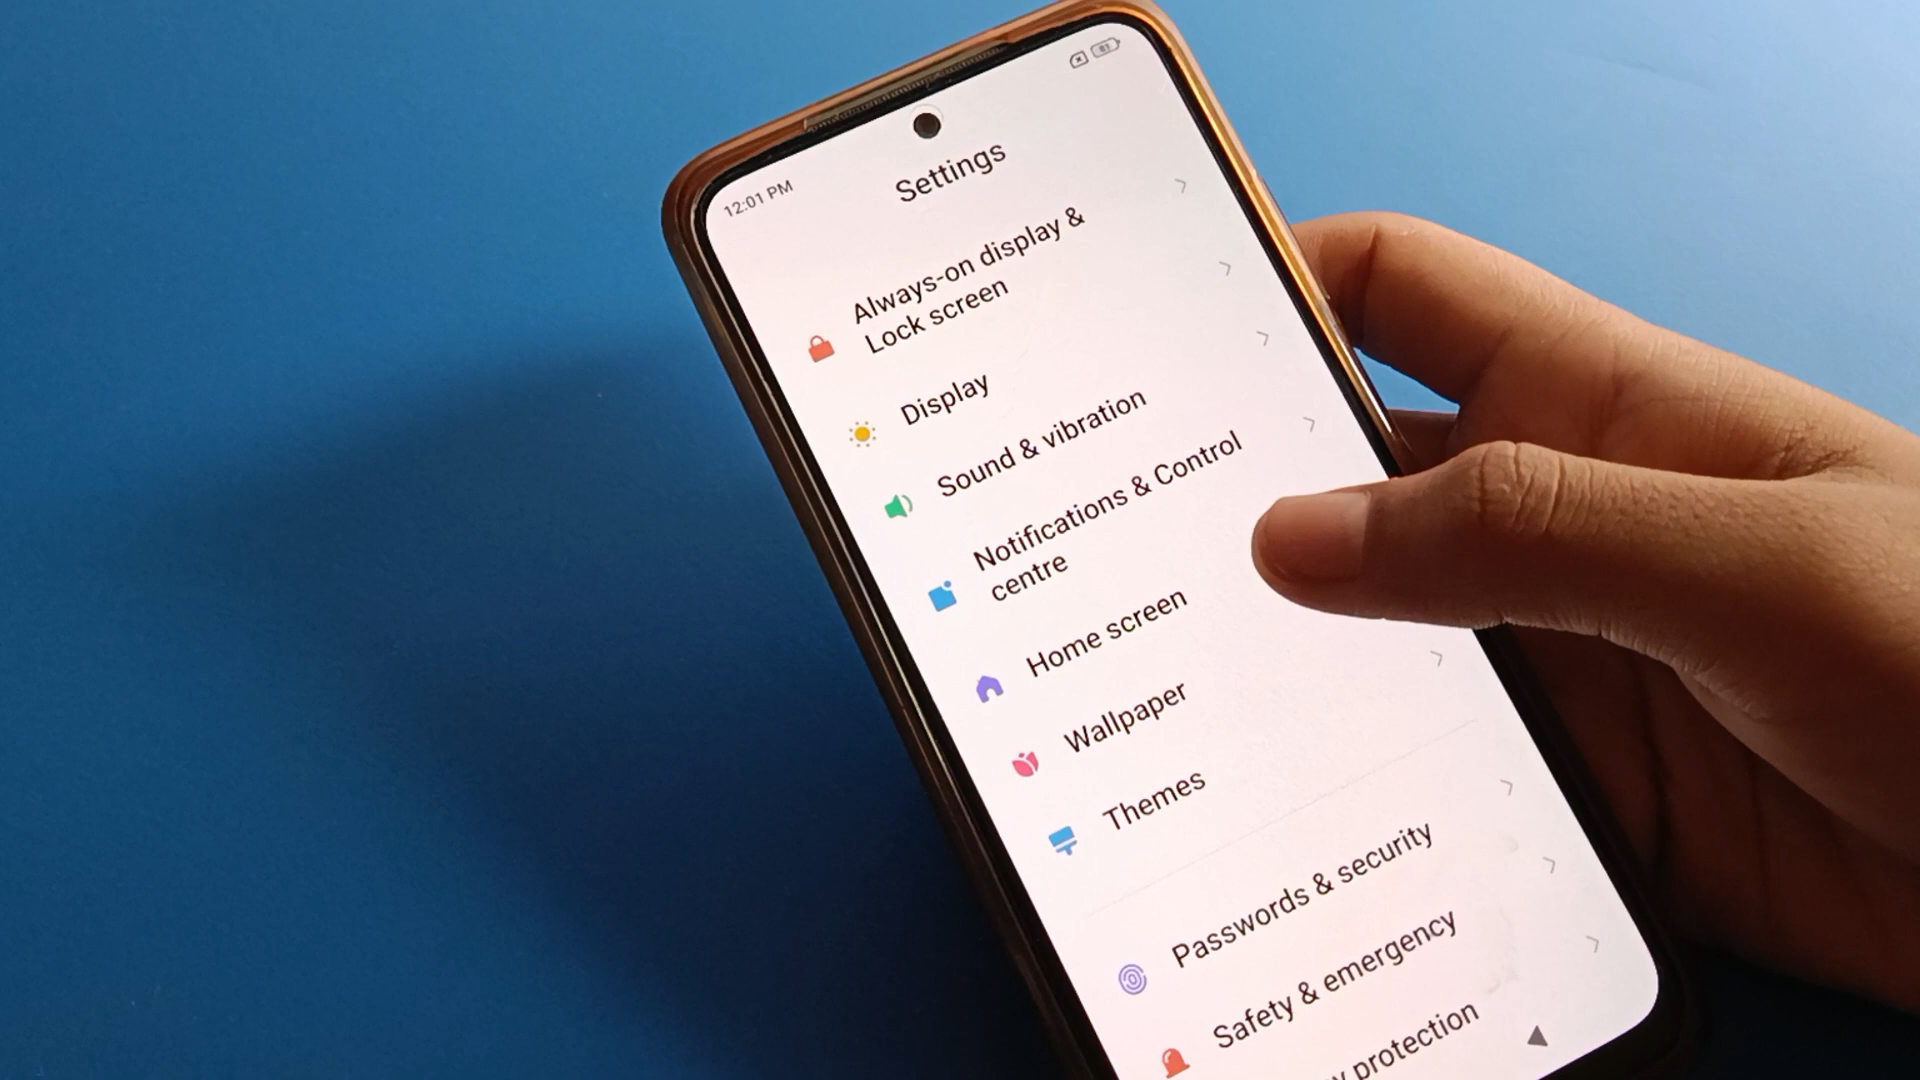 12:01 PM
81
Settings
Always-on display &
Lock screen
Display
Sound & vibration
Notifications & Control
centre
Home screen
Wallpaper
Themes
Passwords & security
Safety & emergency
protection